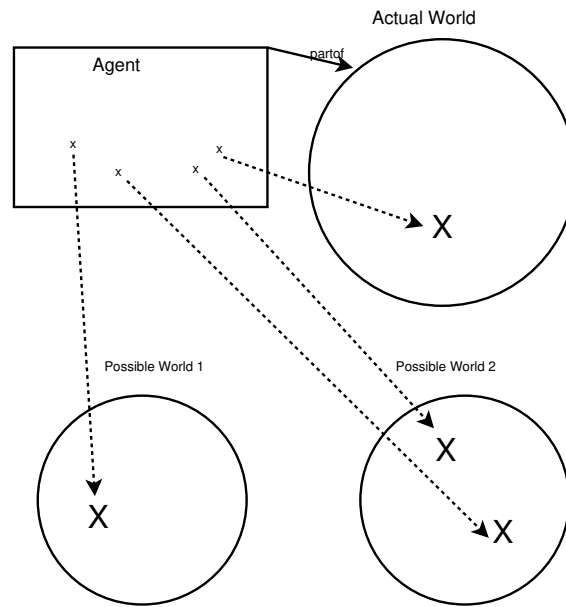 Actual World
Agent
partof
x
x
x
x
X
Possible World 1
Possible World 2
X
X
X